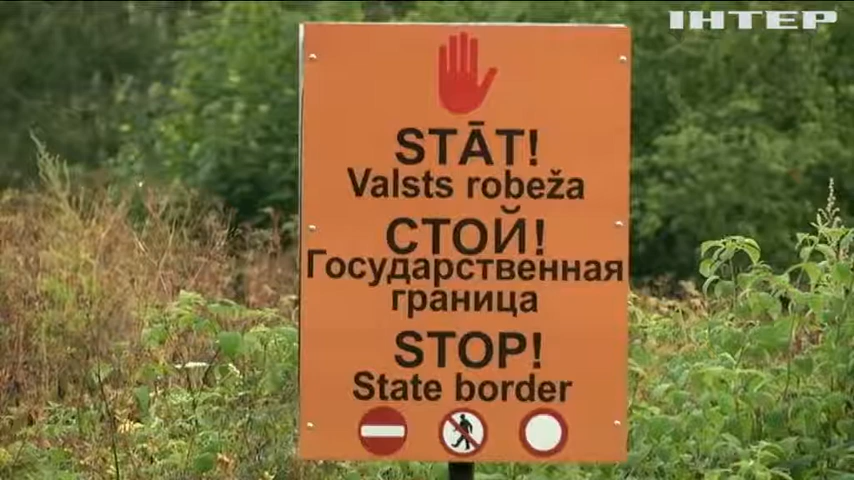 ІНТЕР
STĀT!
Valsts robeža
СТОЙ!
Государственная
граница
STOP!
State border